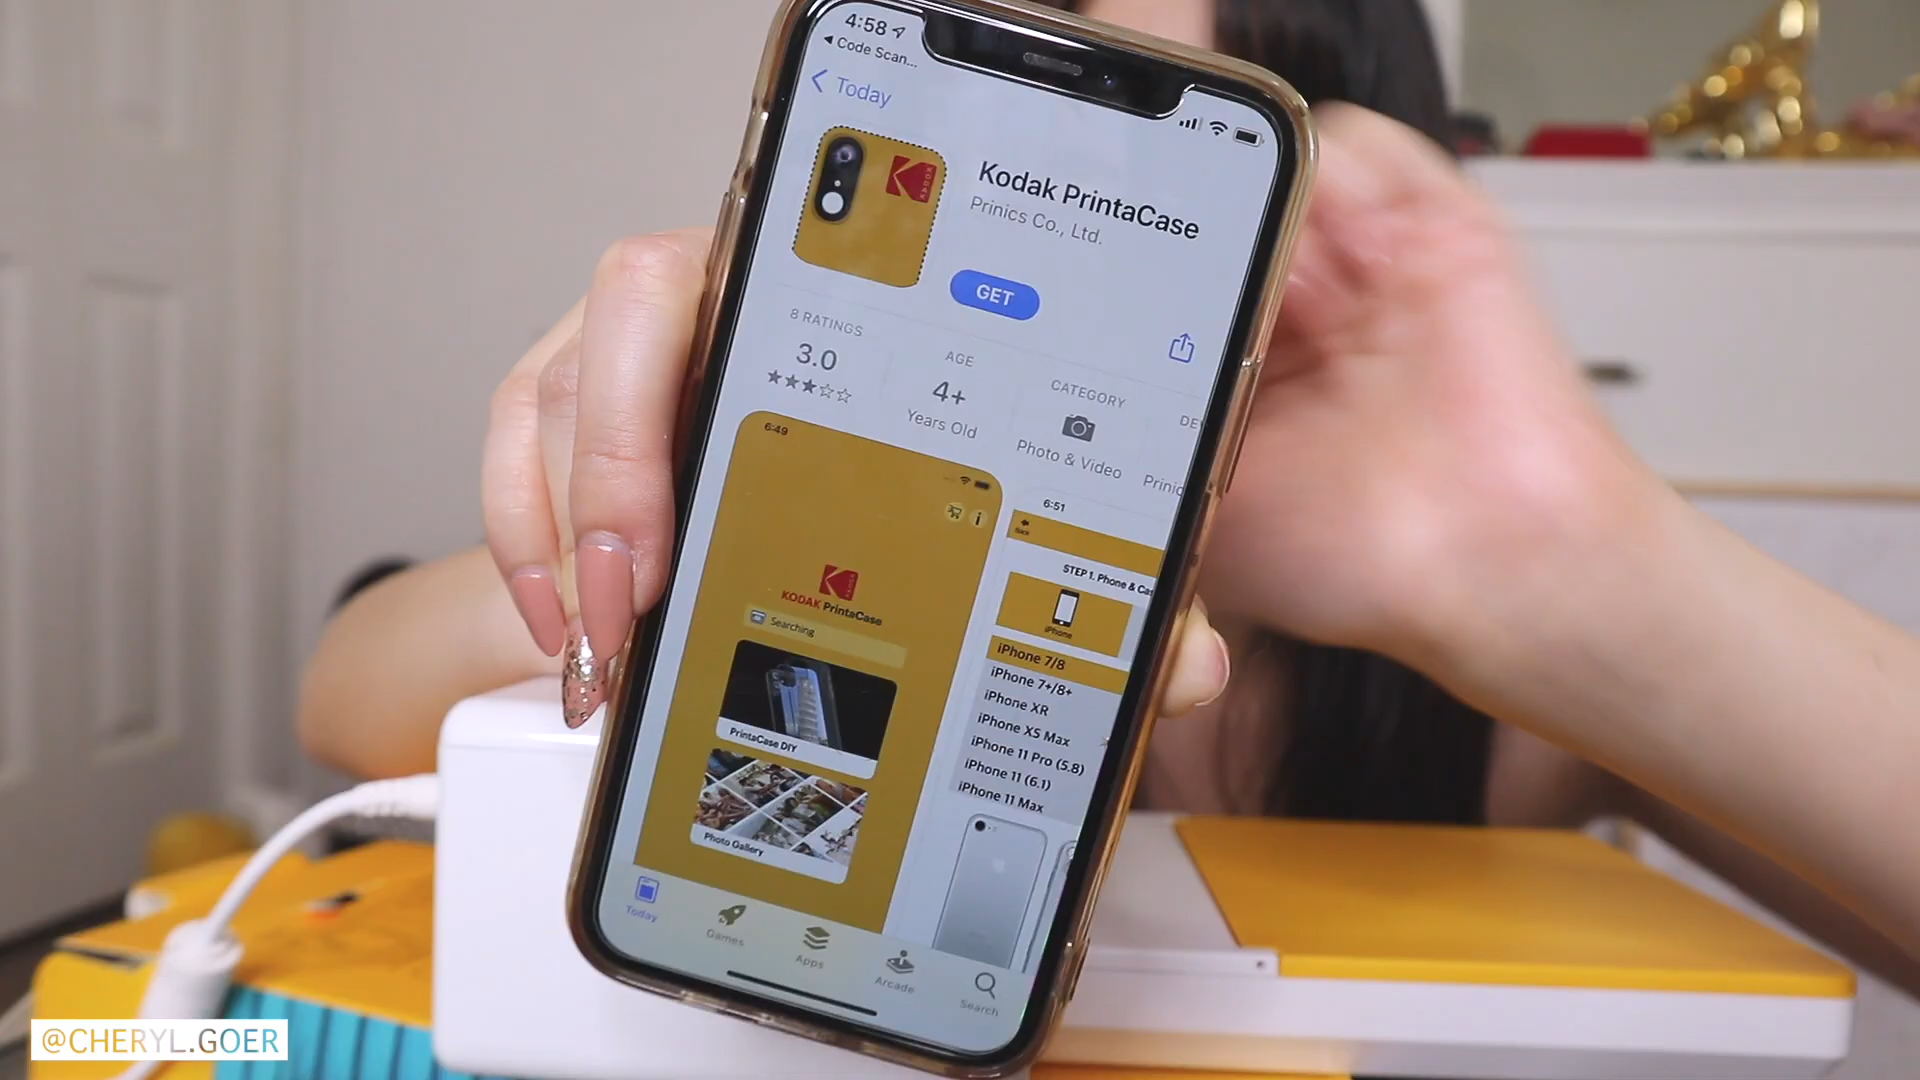 4:58
Code Scan...
Today
KODAK
Kodak PrintaCase
Prinics Co., Ltd.
GET
8 RATINGS
3.0
AGE
4+
Years Old
CATEGORY
Photo & Video
DE
Prinic
6:49
KODAK PrintaCase
Searching
PrintaCase DIY
Photo Gallery
6:51
Back
STEP 1. Phone & Cas
iPhone
iPhone 7/8
iPhone 7+/8+
iPhone XR
iPhone XS Max
iPhone 11 Pro (5.8)
iPhone 11 (6.1)
iPhone 11 Max
Today
Games
Apps
Arcade
Search
@CHERYL.GOER